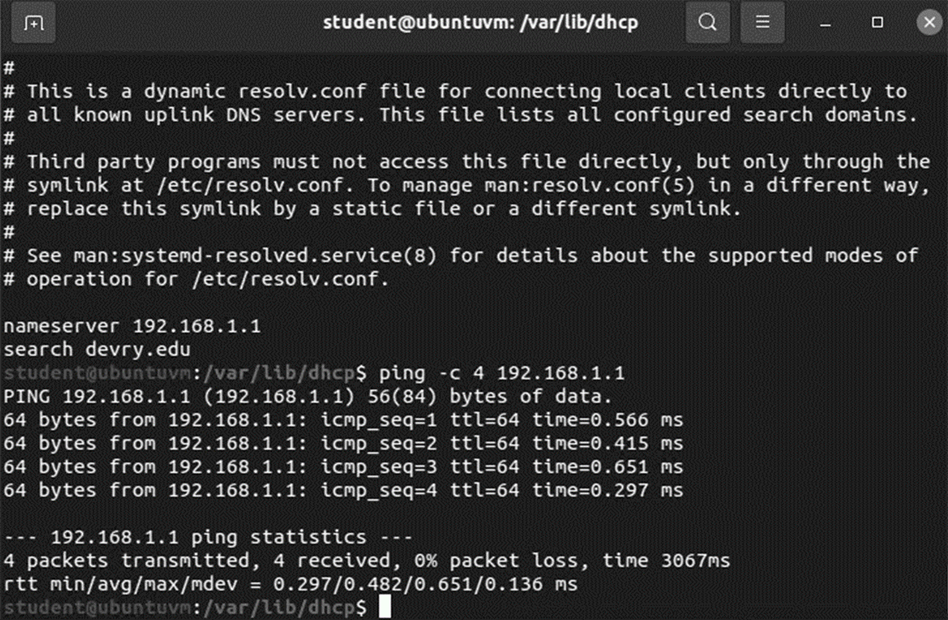 student@ubuntuvm: /var/lib/dhcp
#
# This is a dynamic resolv.conf file for connecting local clients directly to
# all known uplink DNS servers. This file lists all configured search domains.
#
# Third party programs must not access this file directly, but only through the
# symlink at /etc/resolv.conf. To manage man:resolv.conf(5) in a different way,
# replace this symlink by a static file or a different symlink.
#
# See man:systemd-resolved.service(8) for details about the supported modes of
# operation for /etc/resolv.conf.

nameserver 192.168.1.1
search devry.edu
student@ubuntuvm:/var/lib/dhcp$ ping -c 4 192.168.1.1
PING 192.168.1.1 (192.168.1.1) 56(84) bytes of data.
64 bytes from 192.168.1.1: icmp_seq=1 ttl=64 time=0.566 ms
64 bytes from 192.168.1.1: icmp_seq=2 ttl=64 time=0.415 ms
64 bytes from 192.168.1.1: icmp_seq=3 ttl=64 time=0.651 ms
64 bytes from 192.168.1.1: icmp_seq=4 ttl=64 time=0.297 ms

--- 192.168.1.1 ping statistics ---
4 packets transmitted, 4 received, 0% packet loss, time 3067ms
rtt min/avg/max/mdev = 0.297/0.482/0.651/0.136 ms
student@ubuntuvm:/var/lib/dhcp$